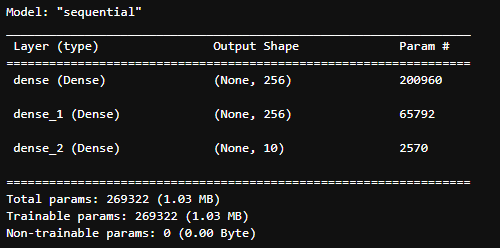 Model: "sequential"
_________________________________________________________________
Layer (type) Output Shape Param #
=================================================================
dense (Dense) (None, 256) 200960
dense_1 (Dense) (None, 256) 65792
dense_2 (Dense) (None, 10) 2570
=================================================================
Total params: 269322 (1.03 MB)
Trainable params: 269322 (1.03 MB)
Non-trainable params: 0 (0.00 Byte)